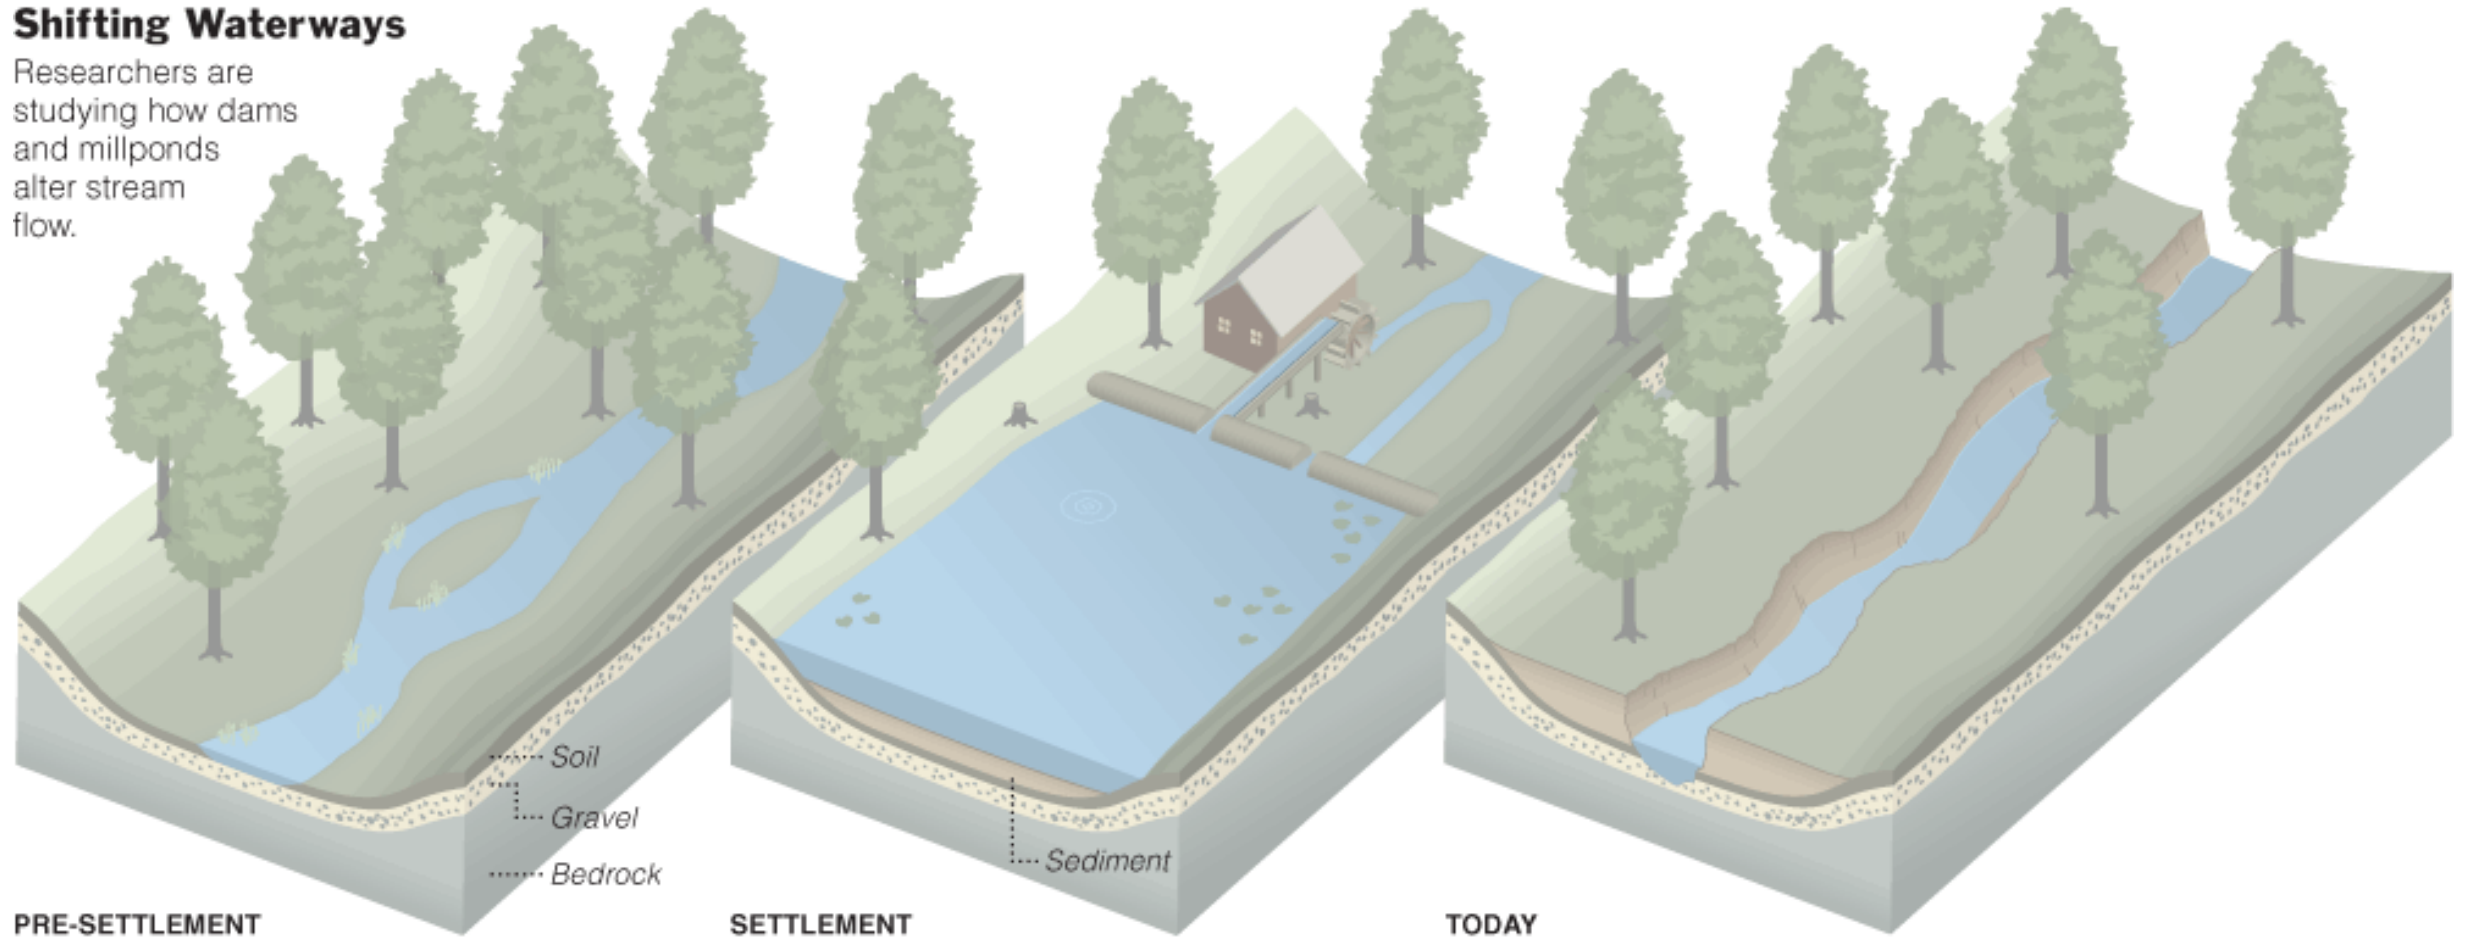 Shifting Waterways
Researchers are
studying how dams
and millponds
alter stream
flow.
Soil
Gravel
Bedrock
Sediment
PRE-SETTLEMENT
SETTLEMENT
TODAY